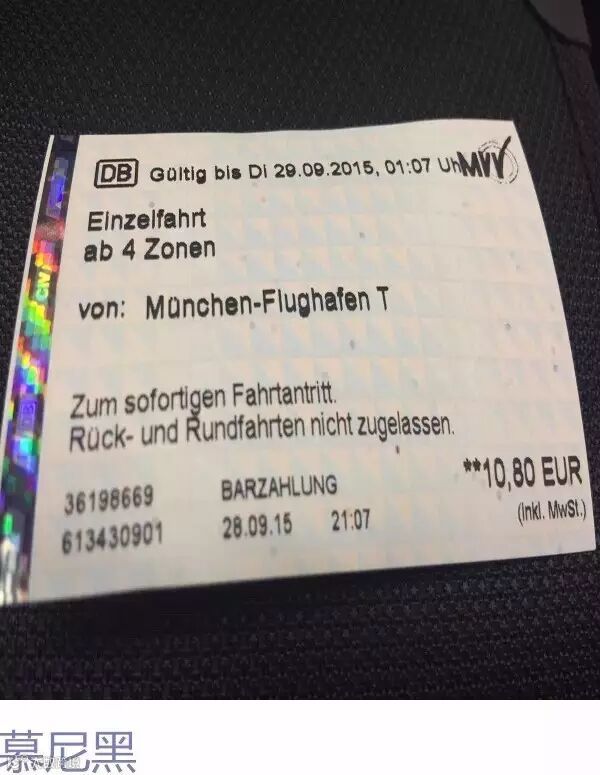 DB Gültig bis Di 29.09.2015, 01:07 Uh MVV
Einzelfahrt
ab 4 Zonen
von: München-Flughafen T
Zum sofortigen Fahrtantritt.
Rück- und Rundfahrten nicht zugelassen.
**10,80 EUR
(inkl. MwSt.)
36198669 BARZAHLUNG
613430901 28.09.15 21:07
CIV
慕尼黑